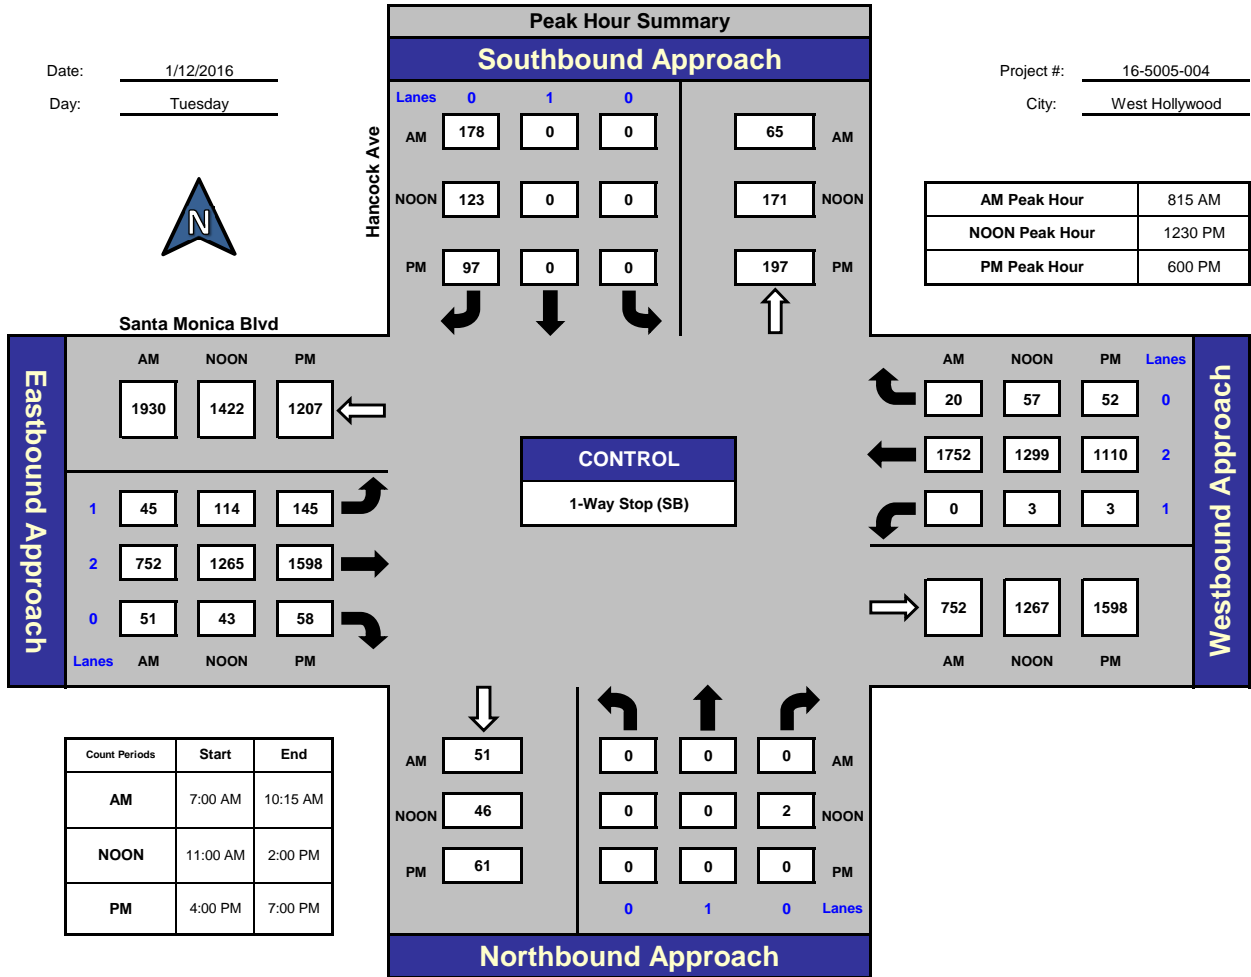 Peak Hour Summary
Southbound Approach
Date: 1/12/2016
Day: Tuesday
Project #: 16-5005-004
City: West Hollywood
N
Hancock Ave
Lanes 0 1 0
AM 178 0 0 65 AM
NOON 123 0 0 171 NOON
PM 97 0 0 197 PM
AM Peak Hour 815 AM
NOON Peak Hour 1230 PM
PM Peak Hour 600 PM
Santa Monica Blvd
Eastbound Approach
AM NOON PM
1930 1422 1207
1 45 114 145
2 752 1265 1598
0 51 43 58
Lanes AM NOON PM
CONTROL
1-Way Stop (SB)
AM NOON PM Lanes
20 57 52 0
1752 1299 1110 2
0 3 3 1
752 1267 1598
AM NOON PM
Westbound Approach
Count Periods Start End
AM 7:00 AM 10:15 AM
NOON 11:00 AM 2:00 PM
PM 4:00 PM 7:00 PM
AM 51 0 0 0 AM
NOON 46 0 0 2 NOON
PM 61 0 0 0 PM
0 1 0 Lanes
Northbound Approach